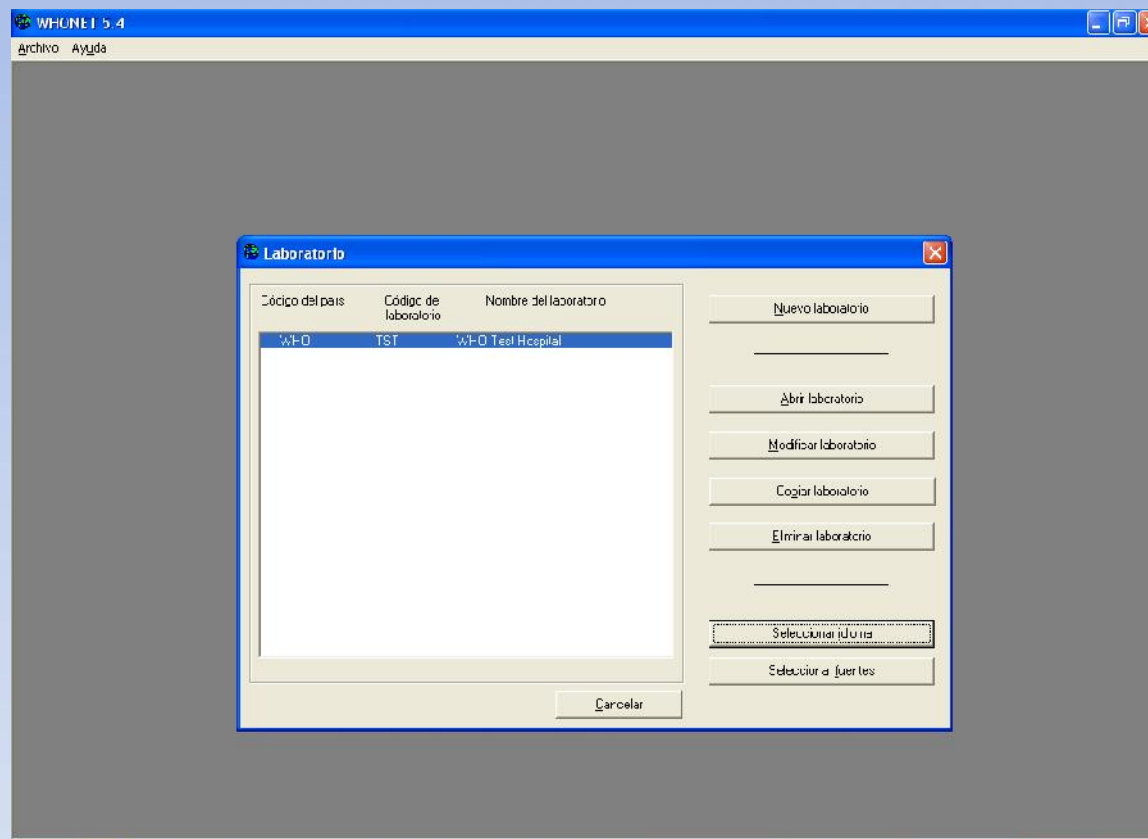 WHONET 5.4
Archivo Ayuda
Laboratorio
Código del país Código de laboratorio Nombre del laboratorio
WHO TST WHO Test Hospital
Nuevo laboratorio
Abrir laboratorio
Modificar laboratorio
Copiar laboratorio
Eliminar laboratorio
Seleccionar idioma
Seleccionar fuentes
Cancelar